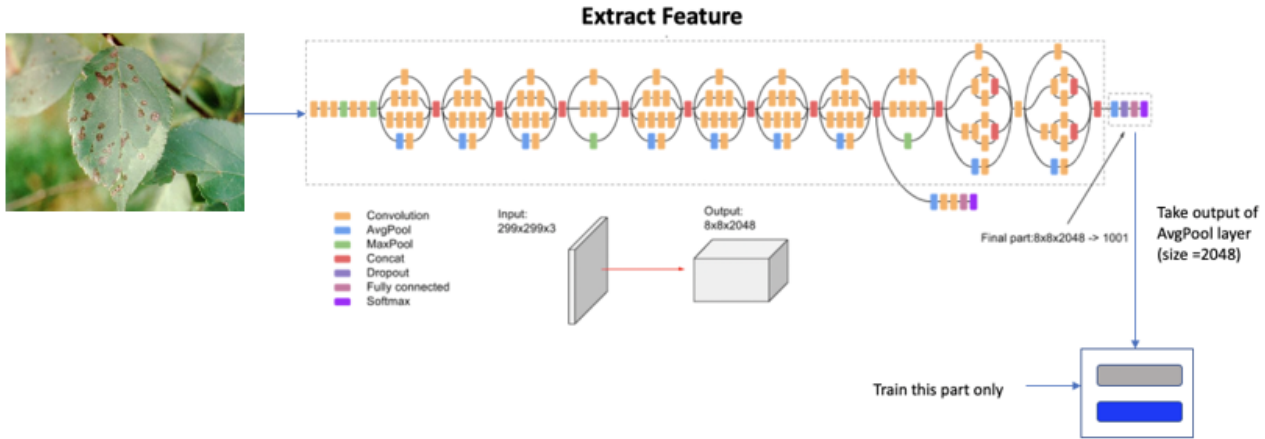 Extract Feature
Convolution
AvgPool
MaxPool
Concat
Dropout
Fully connected
Softmax
Input:
299x299x3
Output:
8x8x2048
Final part:8x8x2048 -> 1001
Take output of
AvgPool layer
(size =2048)
Train this part only